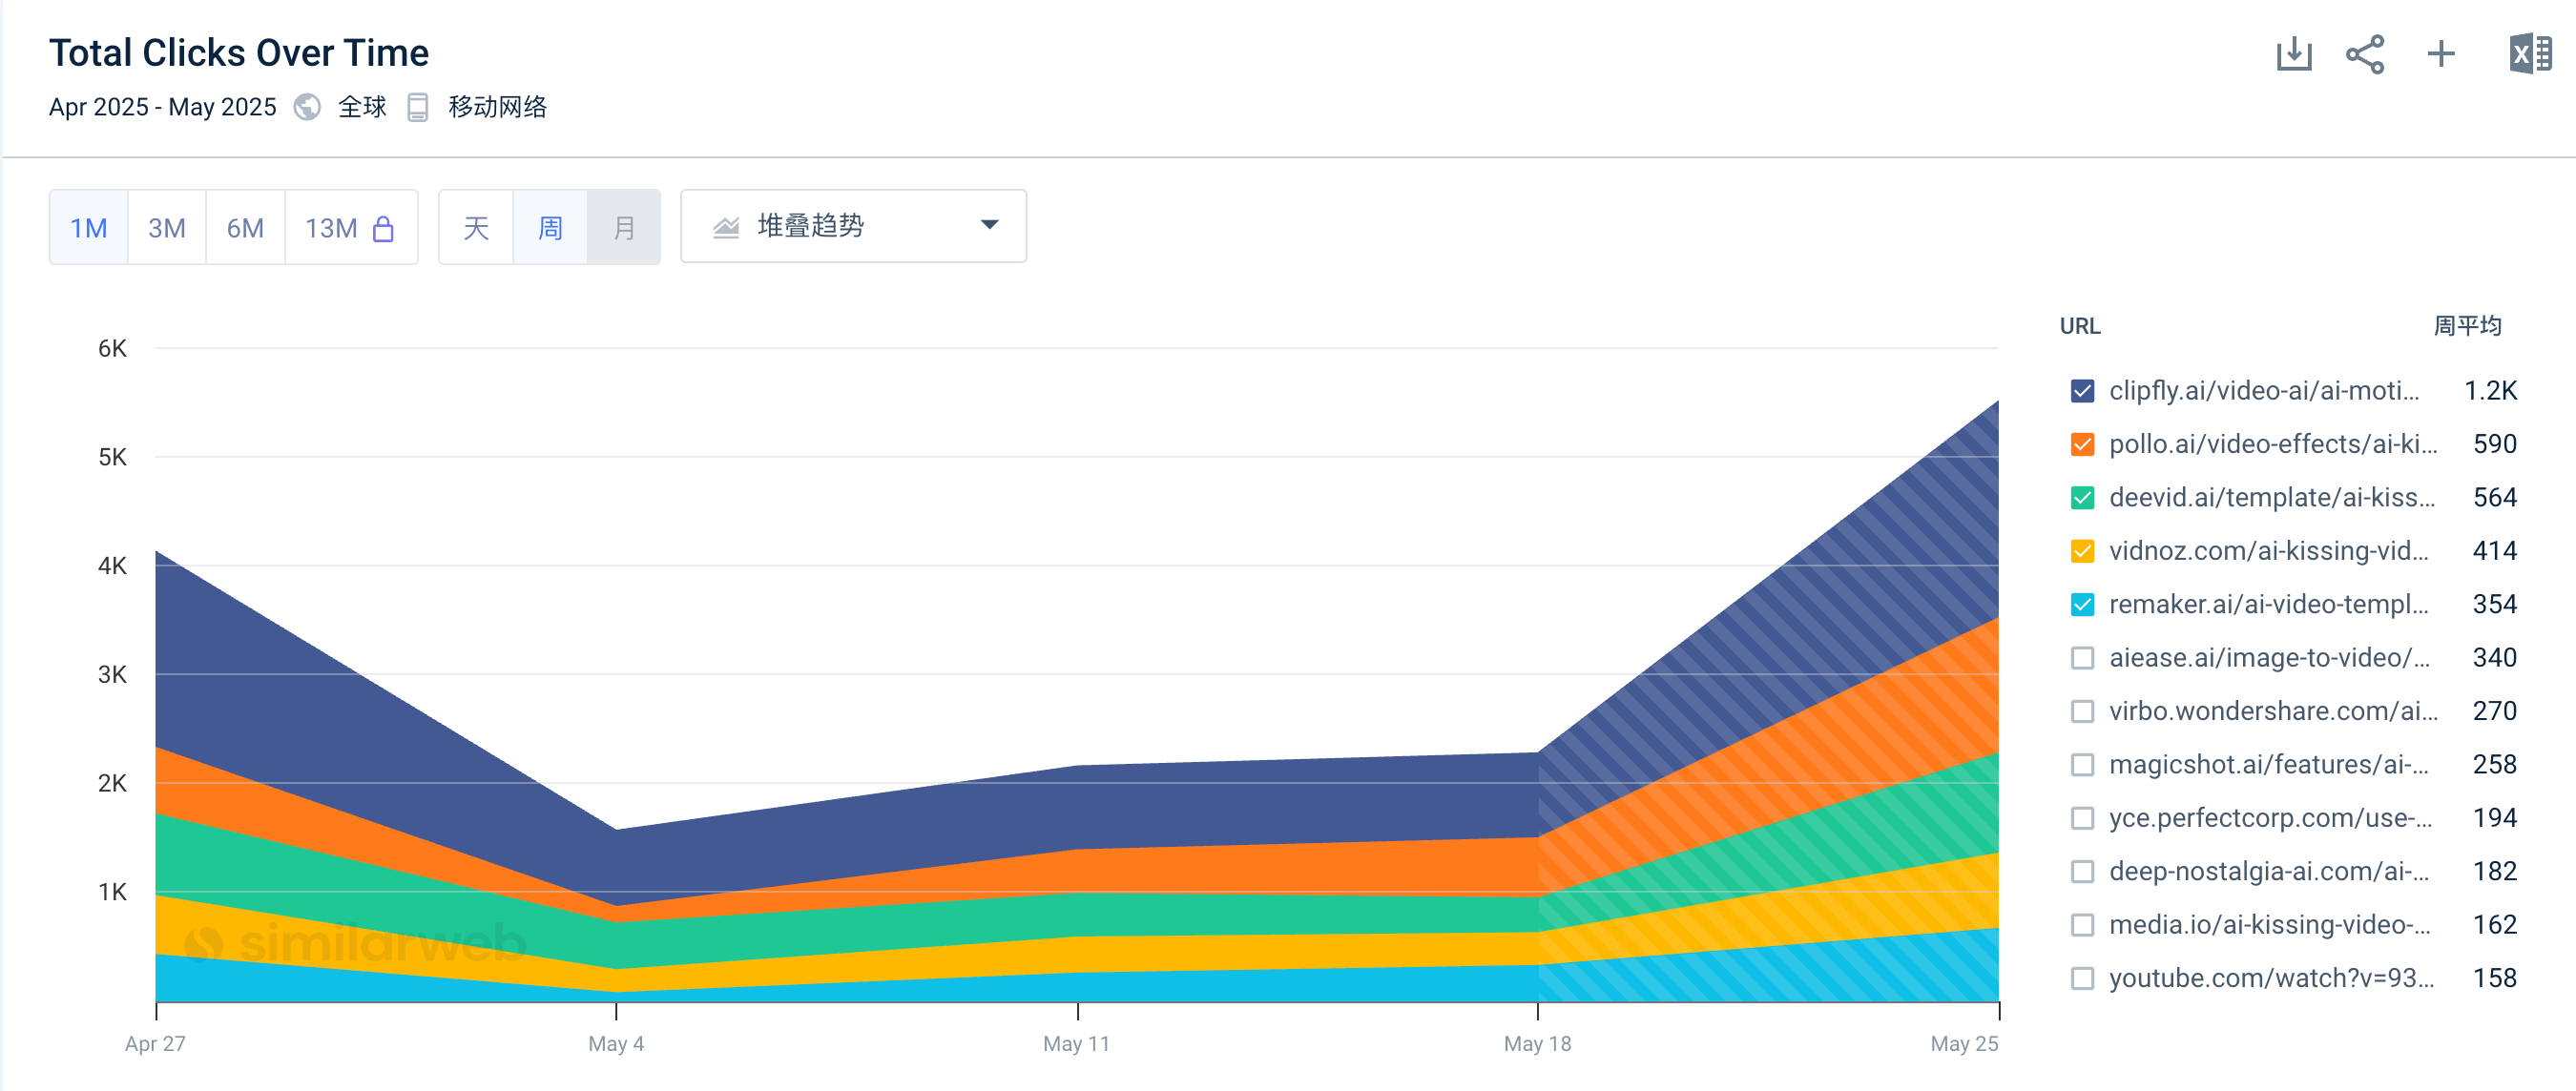 Total Clicks Over Time
Apr 2025 - May 2025 全球 移动网络
1M 3M 6M 13M 天 周 月 堆叠趋势
URL 周平均
6K
5K
4K
3K
2K
1K
similarweb
Apr 27 May 4 May 11 May 18 May 25
clipfly.ai/video-ai/ai-moti... 1.2K
pollo.ai/video-effects/ai-ki... 590
deevid.ai/template/ai-kiss... 564
vidnoz.com/ai-kissing-vid... 414
remaker.ai/ai-video-templ... 354
aiease.ai/image-to-video/... 340
virbo.wondershare.com/ai... 270
magicshot.ai/features/ai-... 258
yce.perfectcorp.com/use-... 194
deep-nostalgia-ai.com/ai-... 182
media.io/ai-kissing-video-... 162
youtube.com/watch?v=93... 158